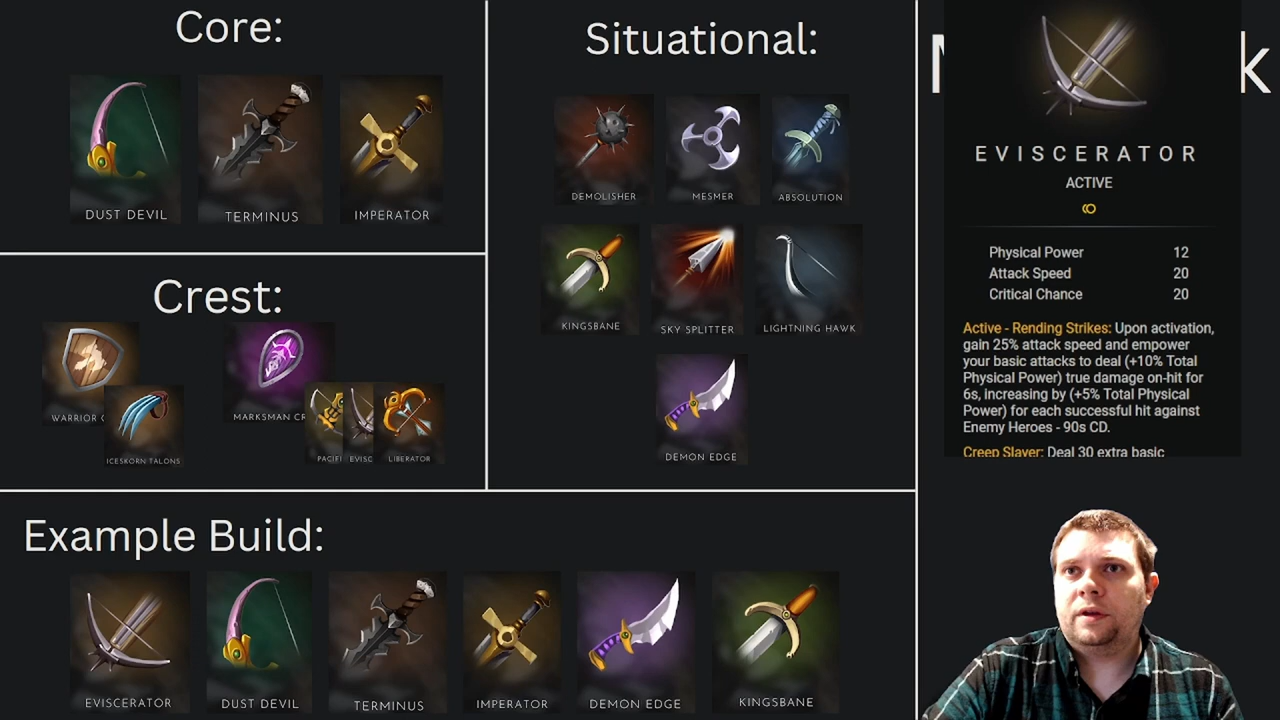 Core:
DUST DEVIL
TERMINUS
IMPERATOR
Crest:
WARRIOR
ICESKORN TALONS
MARKSMAN CR
PACIFI
EVISC
LIBERATOR
Situational:
DEMOLISHER
MESMER
ABSOLUTION
KINGSBANE
SKY SPLITTER
LIGHTNING HAWK
DEMON EDGE
Example Build:
EVISCERATOR
DUST DEVIL
TERMINUS
IMPERATOR
DEMON EDGE
KINGSBANE
k
EVISCERATOR
ACTIVE
Physical Power 12
Attack Speed 20
Critical Chance 20
Active - Rending Strikes: Upon activation,
gain 25% attack speed and empower
your basic attacks to deal (+10% Total
Physical Power) true damage on-hit for
6s, increasing by (+5% Total Physical
Power) for each successful hit against
Enemy Heroes - 90s CD.
Creep Slayer: Deal 30 extra basic